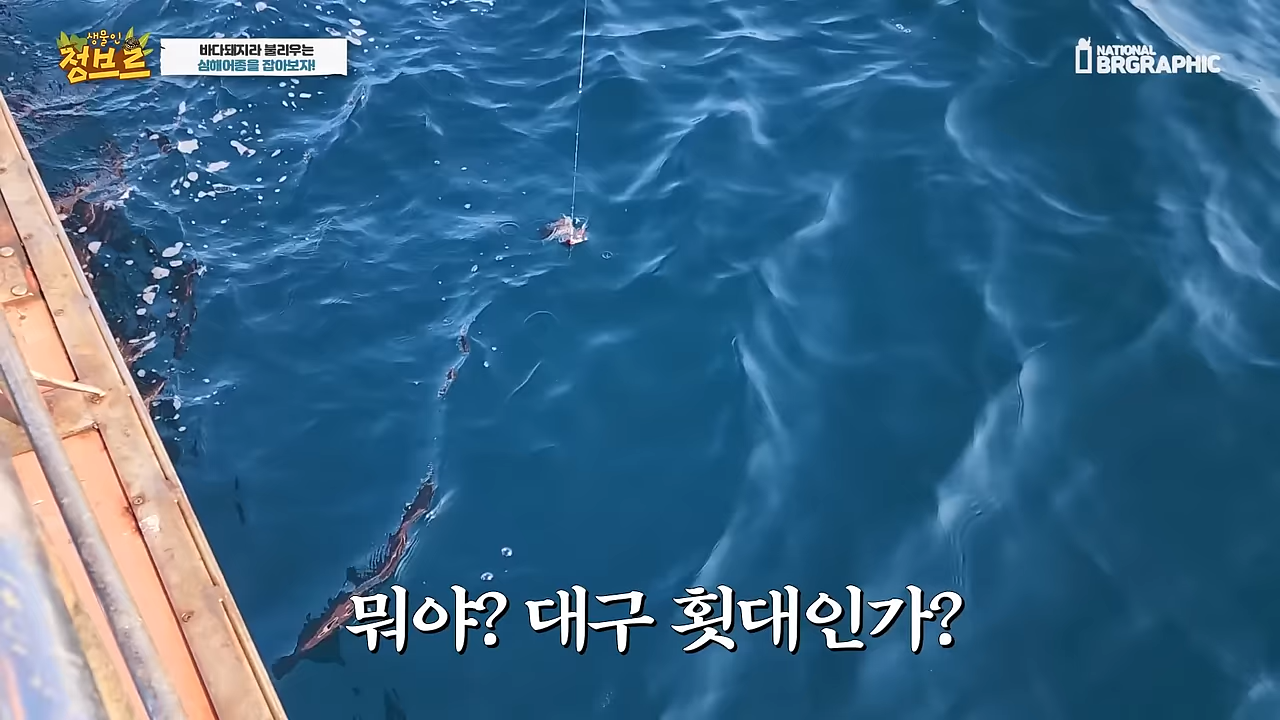 생물인
점브르
바다돼지라 불리우는
심해어종을 잡아보자!
NATIONAL
BRGRAPHIC
뭐야? 대구 횟대인가?